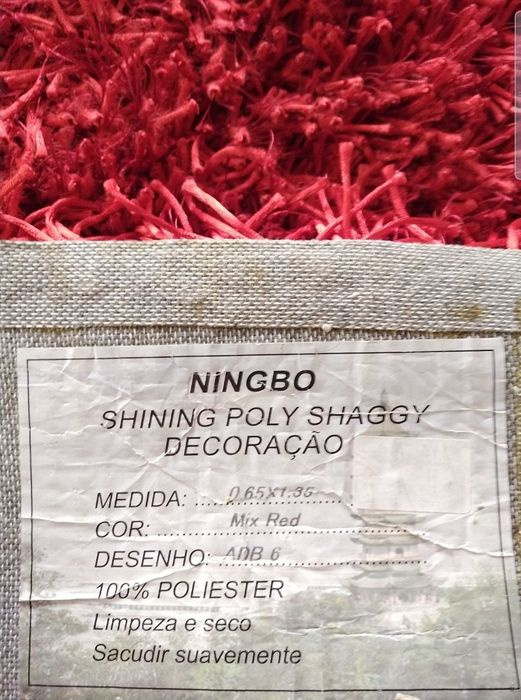 NiNGBO
SHINING POLY SHAGGY
DECORAÇÃO
MEDIDA: ......0.65X1.35......
COR: ............Mix Red............
DESENHO: ...ADB 6............
100% POLIESTER
Limpeza e seco
Sacudir suavemente